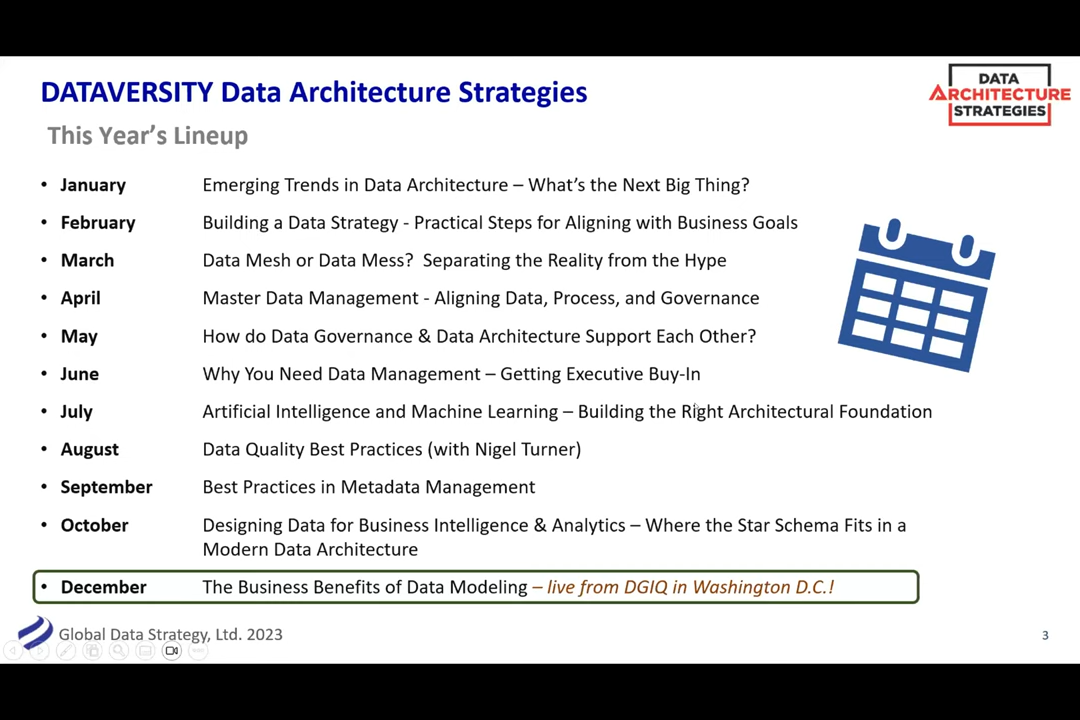 DATAVERSITY Data Architecture Strategies
This Year's Lineup
DATA
ARCHITECTURE
STRATEGIES
• January Emerging Trends in Data Architecture – What's the Next Big Thing?
• February Building a Data Strategy - Practical Steps for Aligning with Business Goals
• March Data Mesh or Data Mess? Separating the Reality from the Hype
• April Master Data Management - Aligning Data, Process, and Governance
• May How do Data Governance & Data Architecture Support Each Other?
• June Why You Need Data Management – Getting Executive Buy-In
• July Artificial Intelligence and Machine Learning – Building the Right Architectural Foundation
• August Data Quality Best Practices (with Nigel Turner)
• September Best Practices in Metadata Management
• October Designing Data for Business Intelligence & Analytics – Where the Star Schema Fits in a
Modern Data Architecture
• December The Business Benefits of Data Modeling – live from DGIQ in Washington D.C.!
Global Data Strategy, Ltd. 2023
3